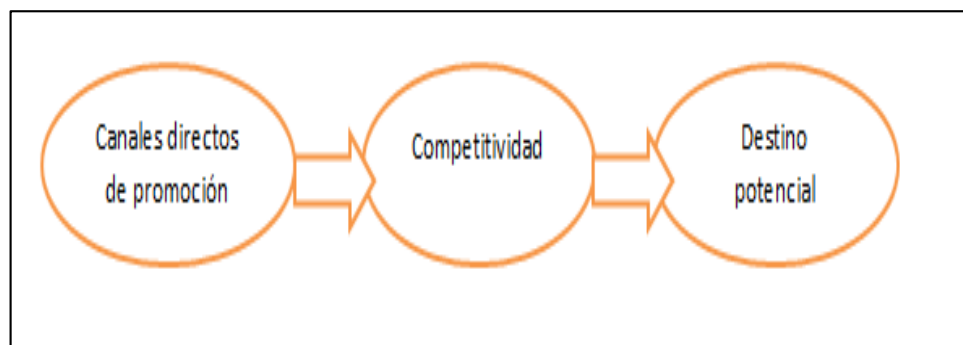 Canales directos
de promoción
Competitividad
Destino
potencial